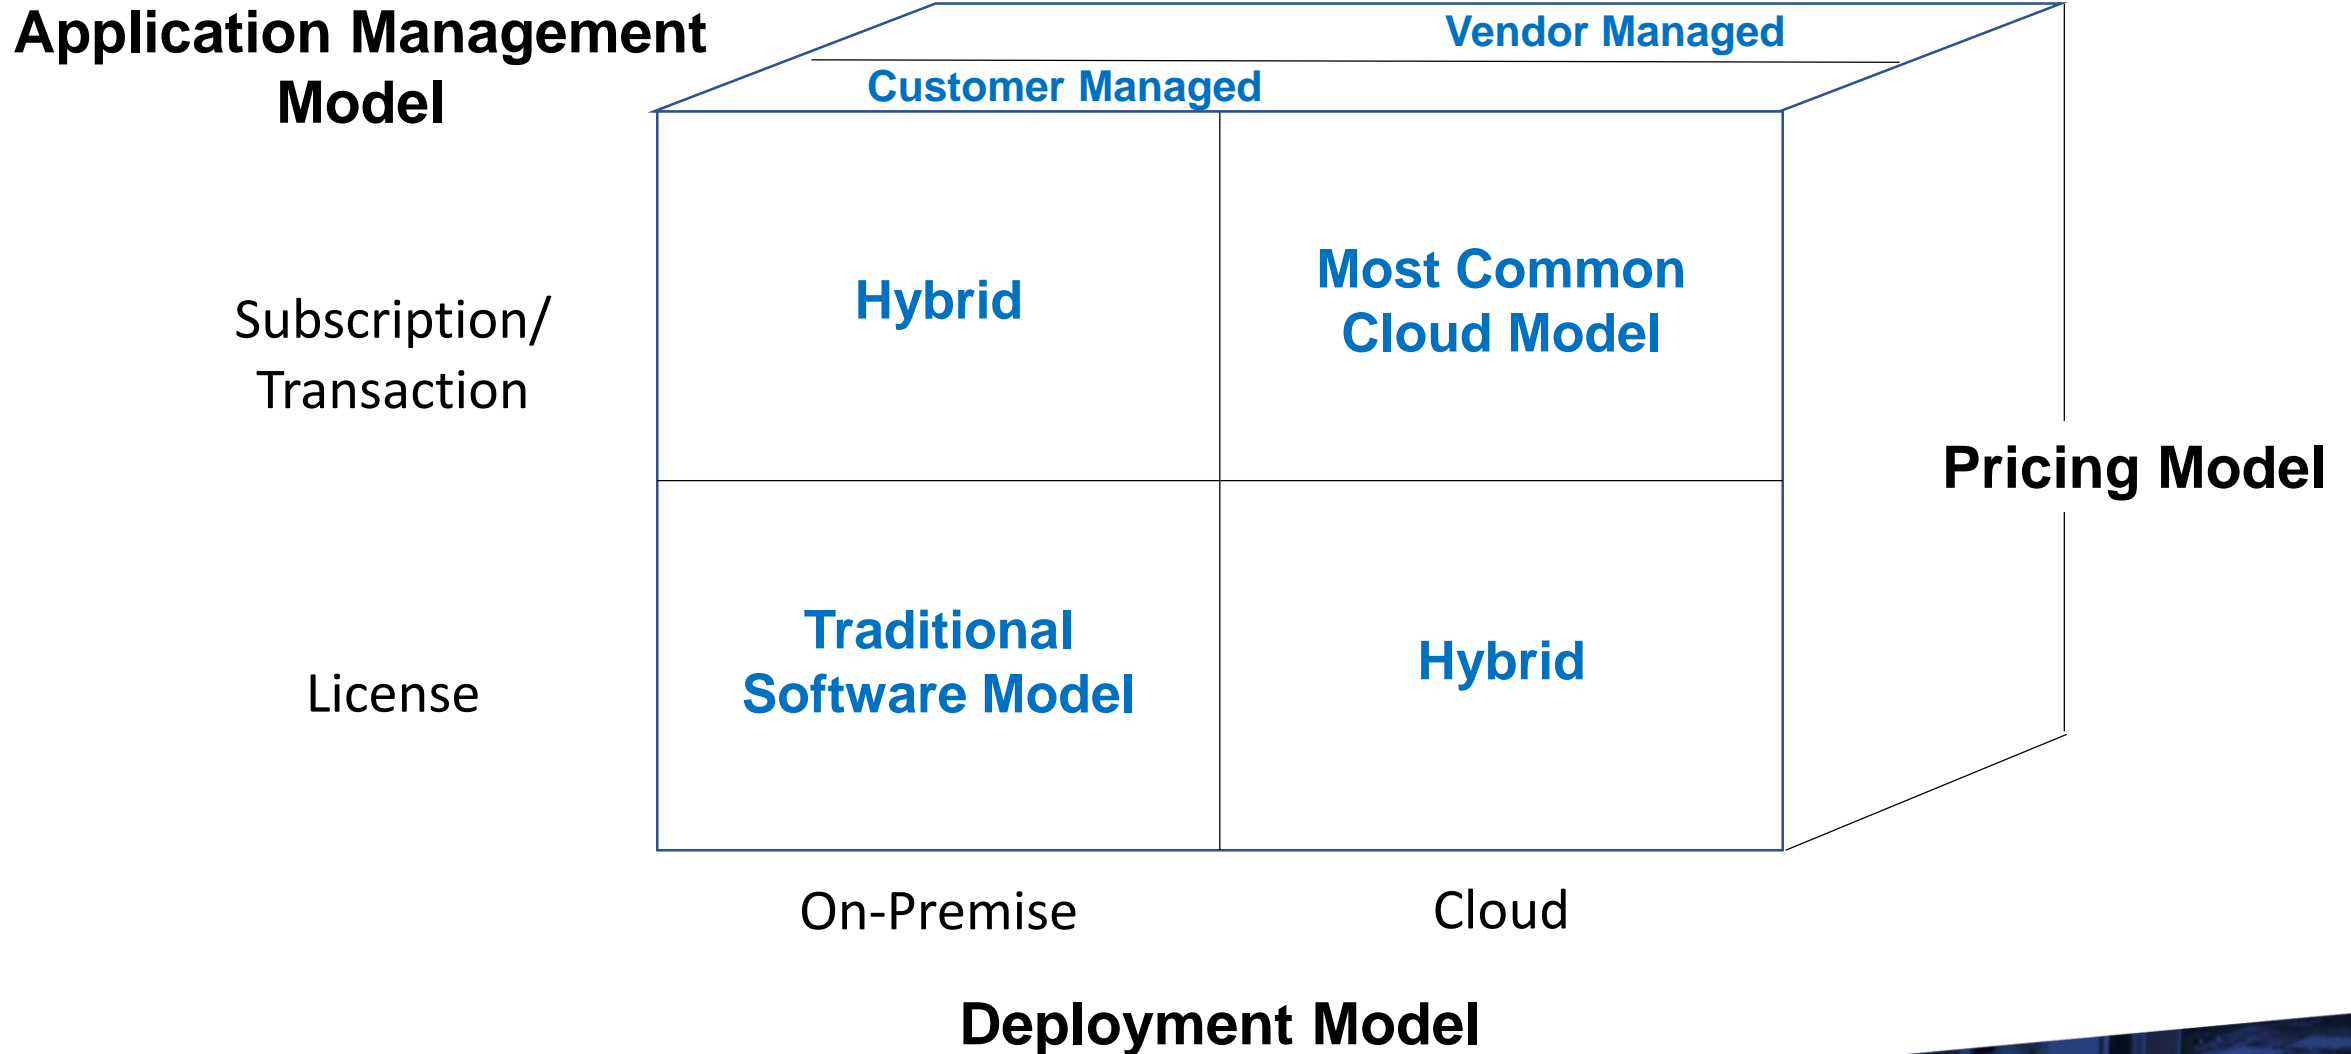 Application Management
Model
Vendor Managed
Customer Managed
Subscription/
Transaction
Hybrid
Most Common
Cloud Model
Pricing Model
License
Traditional
Software Model
Hybrid
On-Premise
Cloud
Deployment Model